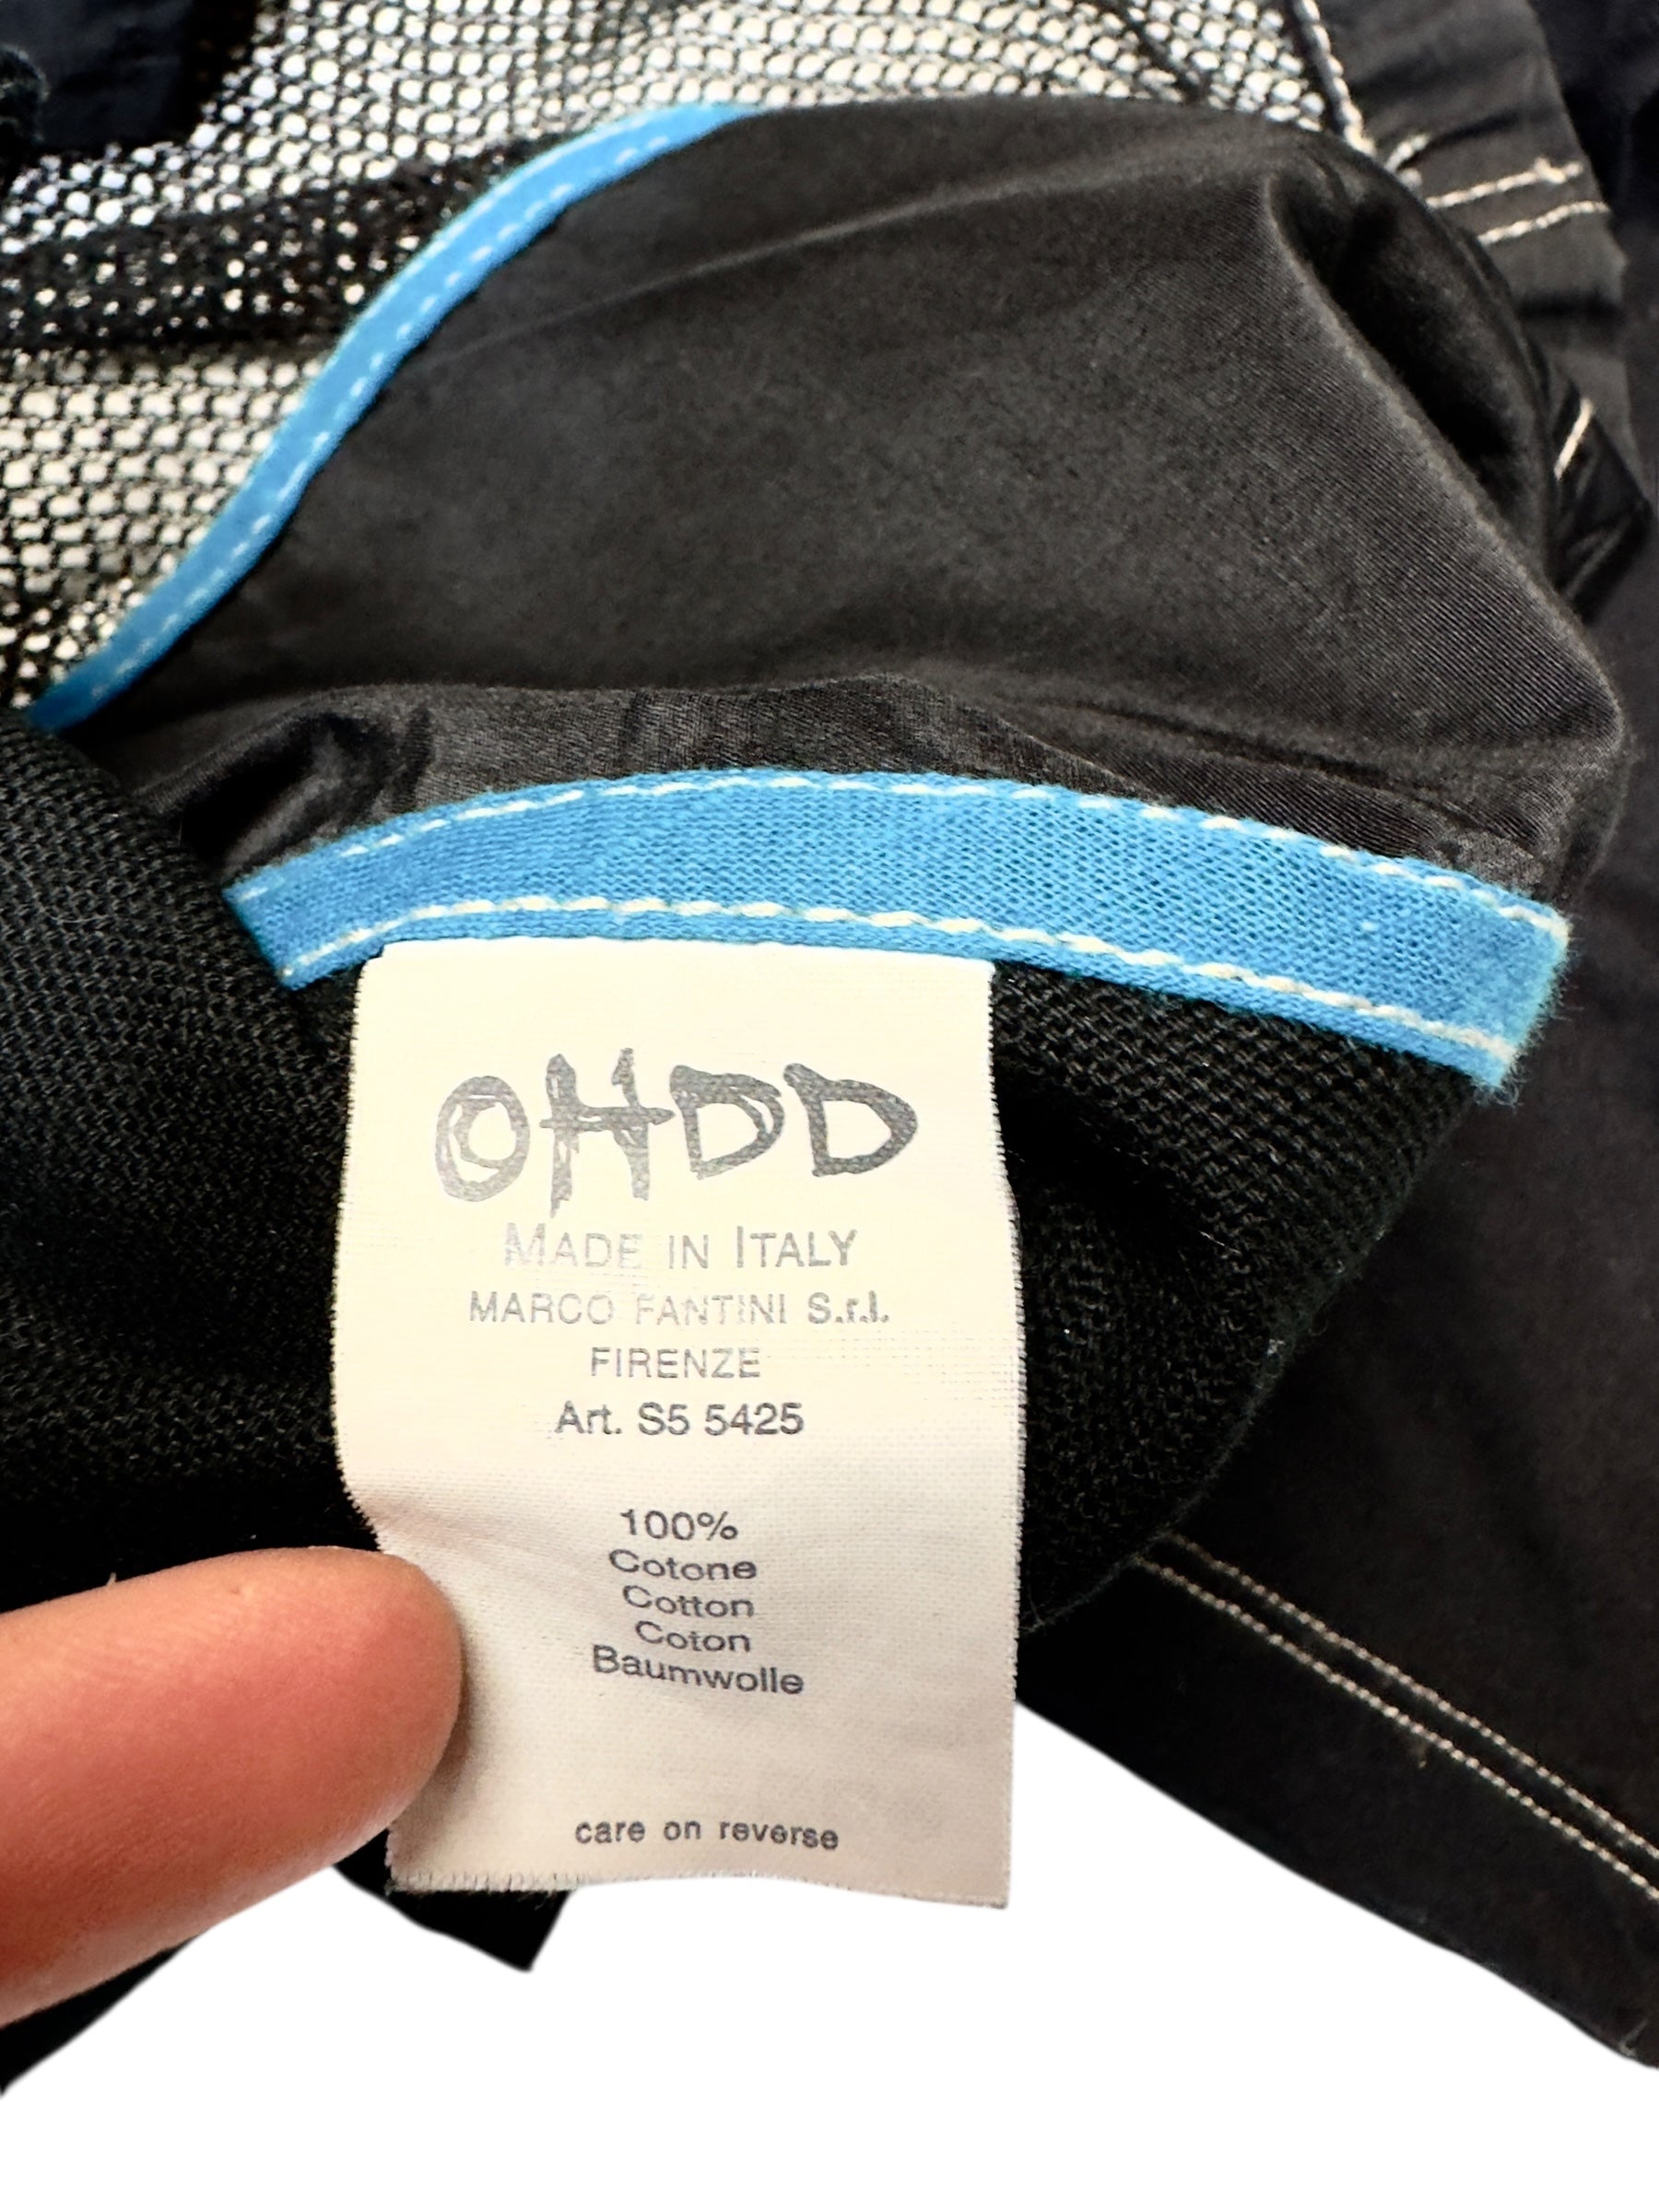 OHDD
MADE IN ITALY
MARCO FANTINI S.r.l.
FIRENZE
Art. S5 5425
100%
Cotone
Cotton
Coton
Baumwolle
care on reverse